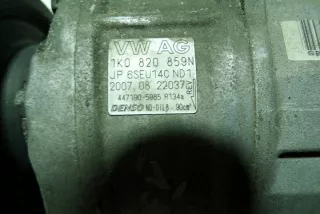 VW AG
1K0 820 859N
JP 6SEU14C ND1
2007.08.22037
447190-5985 R134a
DENSO ND-OIL8 90cm³